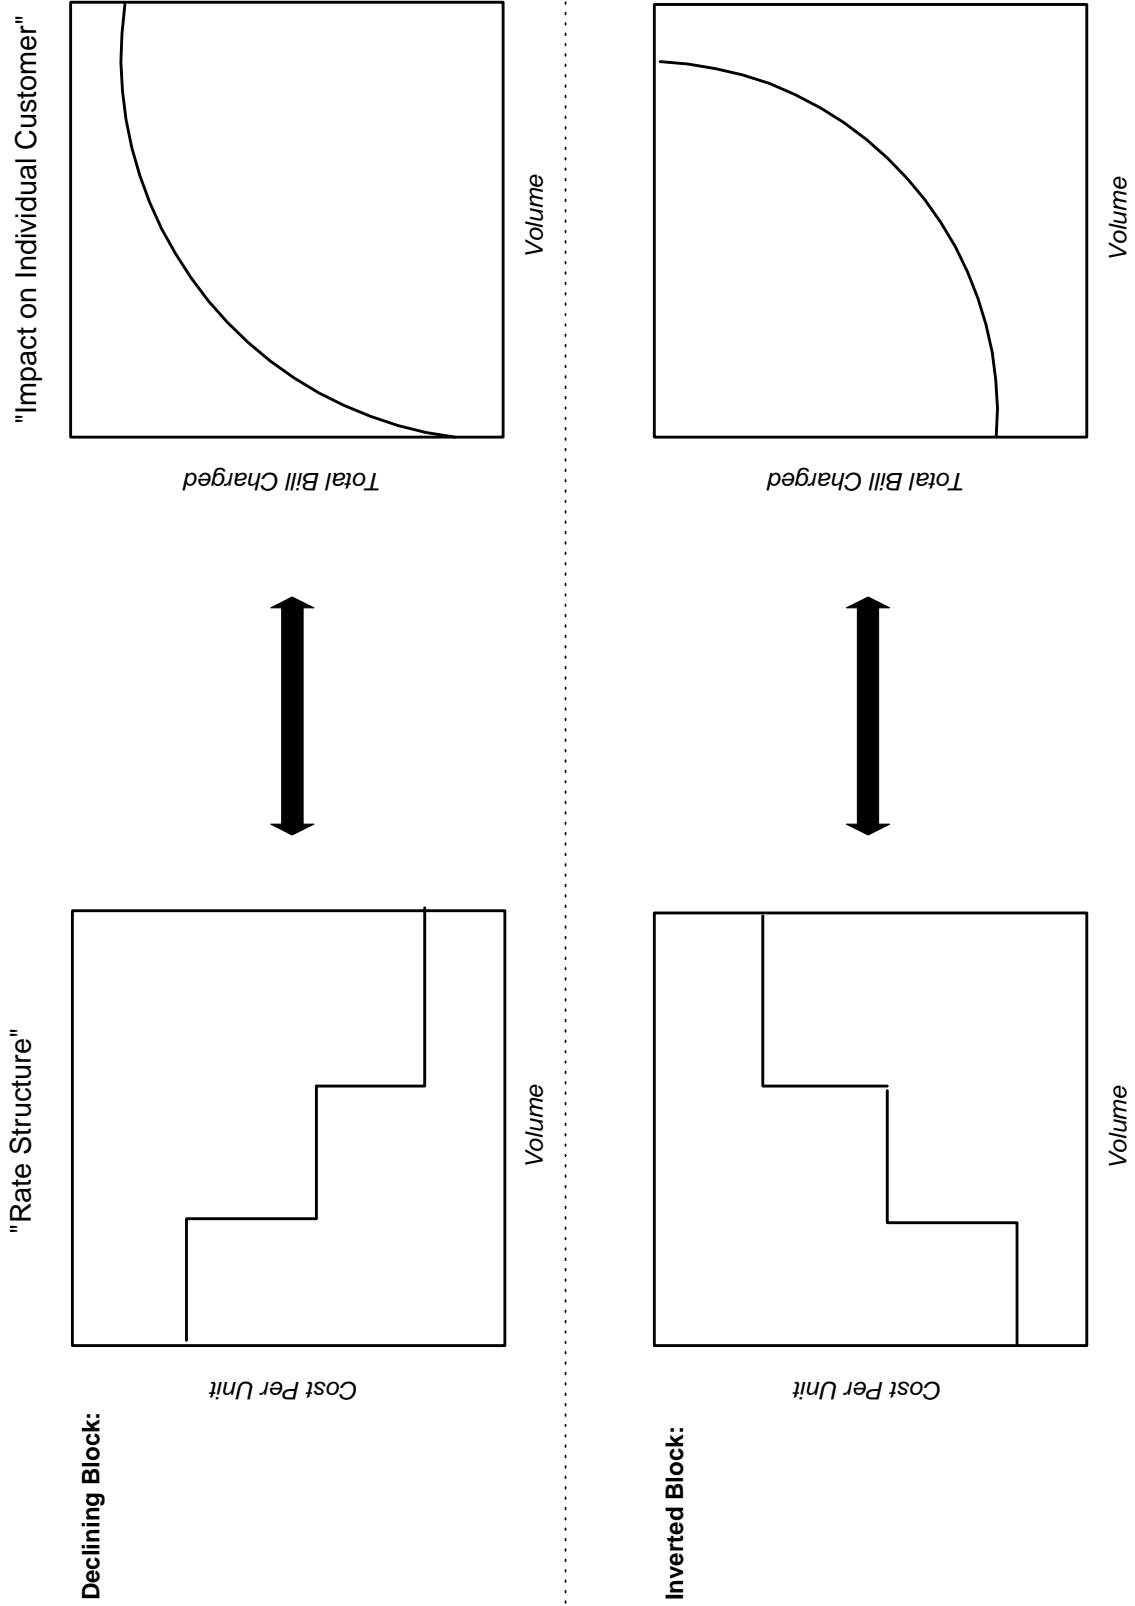 "Rate Structure"
"Impact on Individual Customer"
Declining Block:
Cost Per Unit
Volume
Total Bill Charged
Volume
Inverted Block:
Cost Per Unit
Volume
Total Bill Charged
Volume